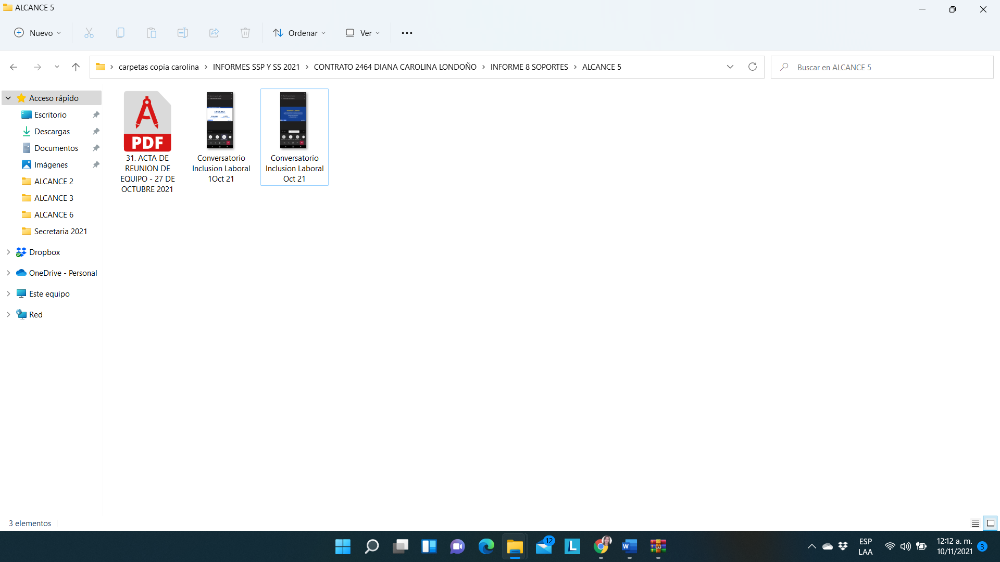 ALCANCE 5
Nuevo
Ordenar
Ver
carpetas copia carolina
INFORMES SSP Y SS 2021
CONTRATO 2464 DIANA CAROLINA LONDOÑO
INFORME 8 SOPORTES
ALCANCE 5
Buscar en ALCANCE 5
Acceso rápido
Escritorio
Descargas
Documentos
Imágenes
ALCANCE 2
ALCANCE 3
ALCANCE 6
Secretaria 2021
Dropbox
OneDrive - Personal
Este equipo
Red
PDF
31. ACTA DE
REUNION DE
EQUIPO - 27 DE
OCTUBRE 2021
Conversatorio
Inclusion Laboral
1Oct 21
Conversatorio
Inclusion Laboral
Oct 21
3 elementos
12
L
W
ESP
LAA
12:12 a. m.
10/11/2021
3